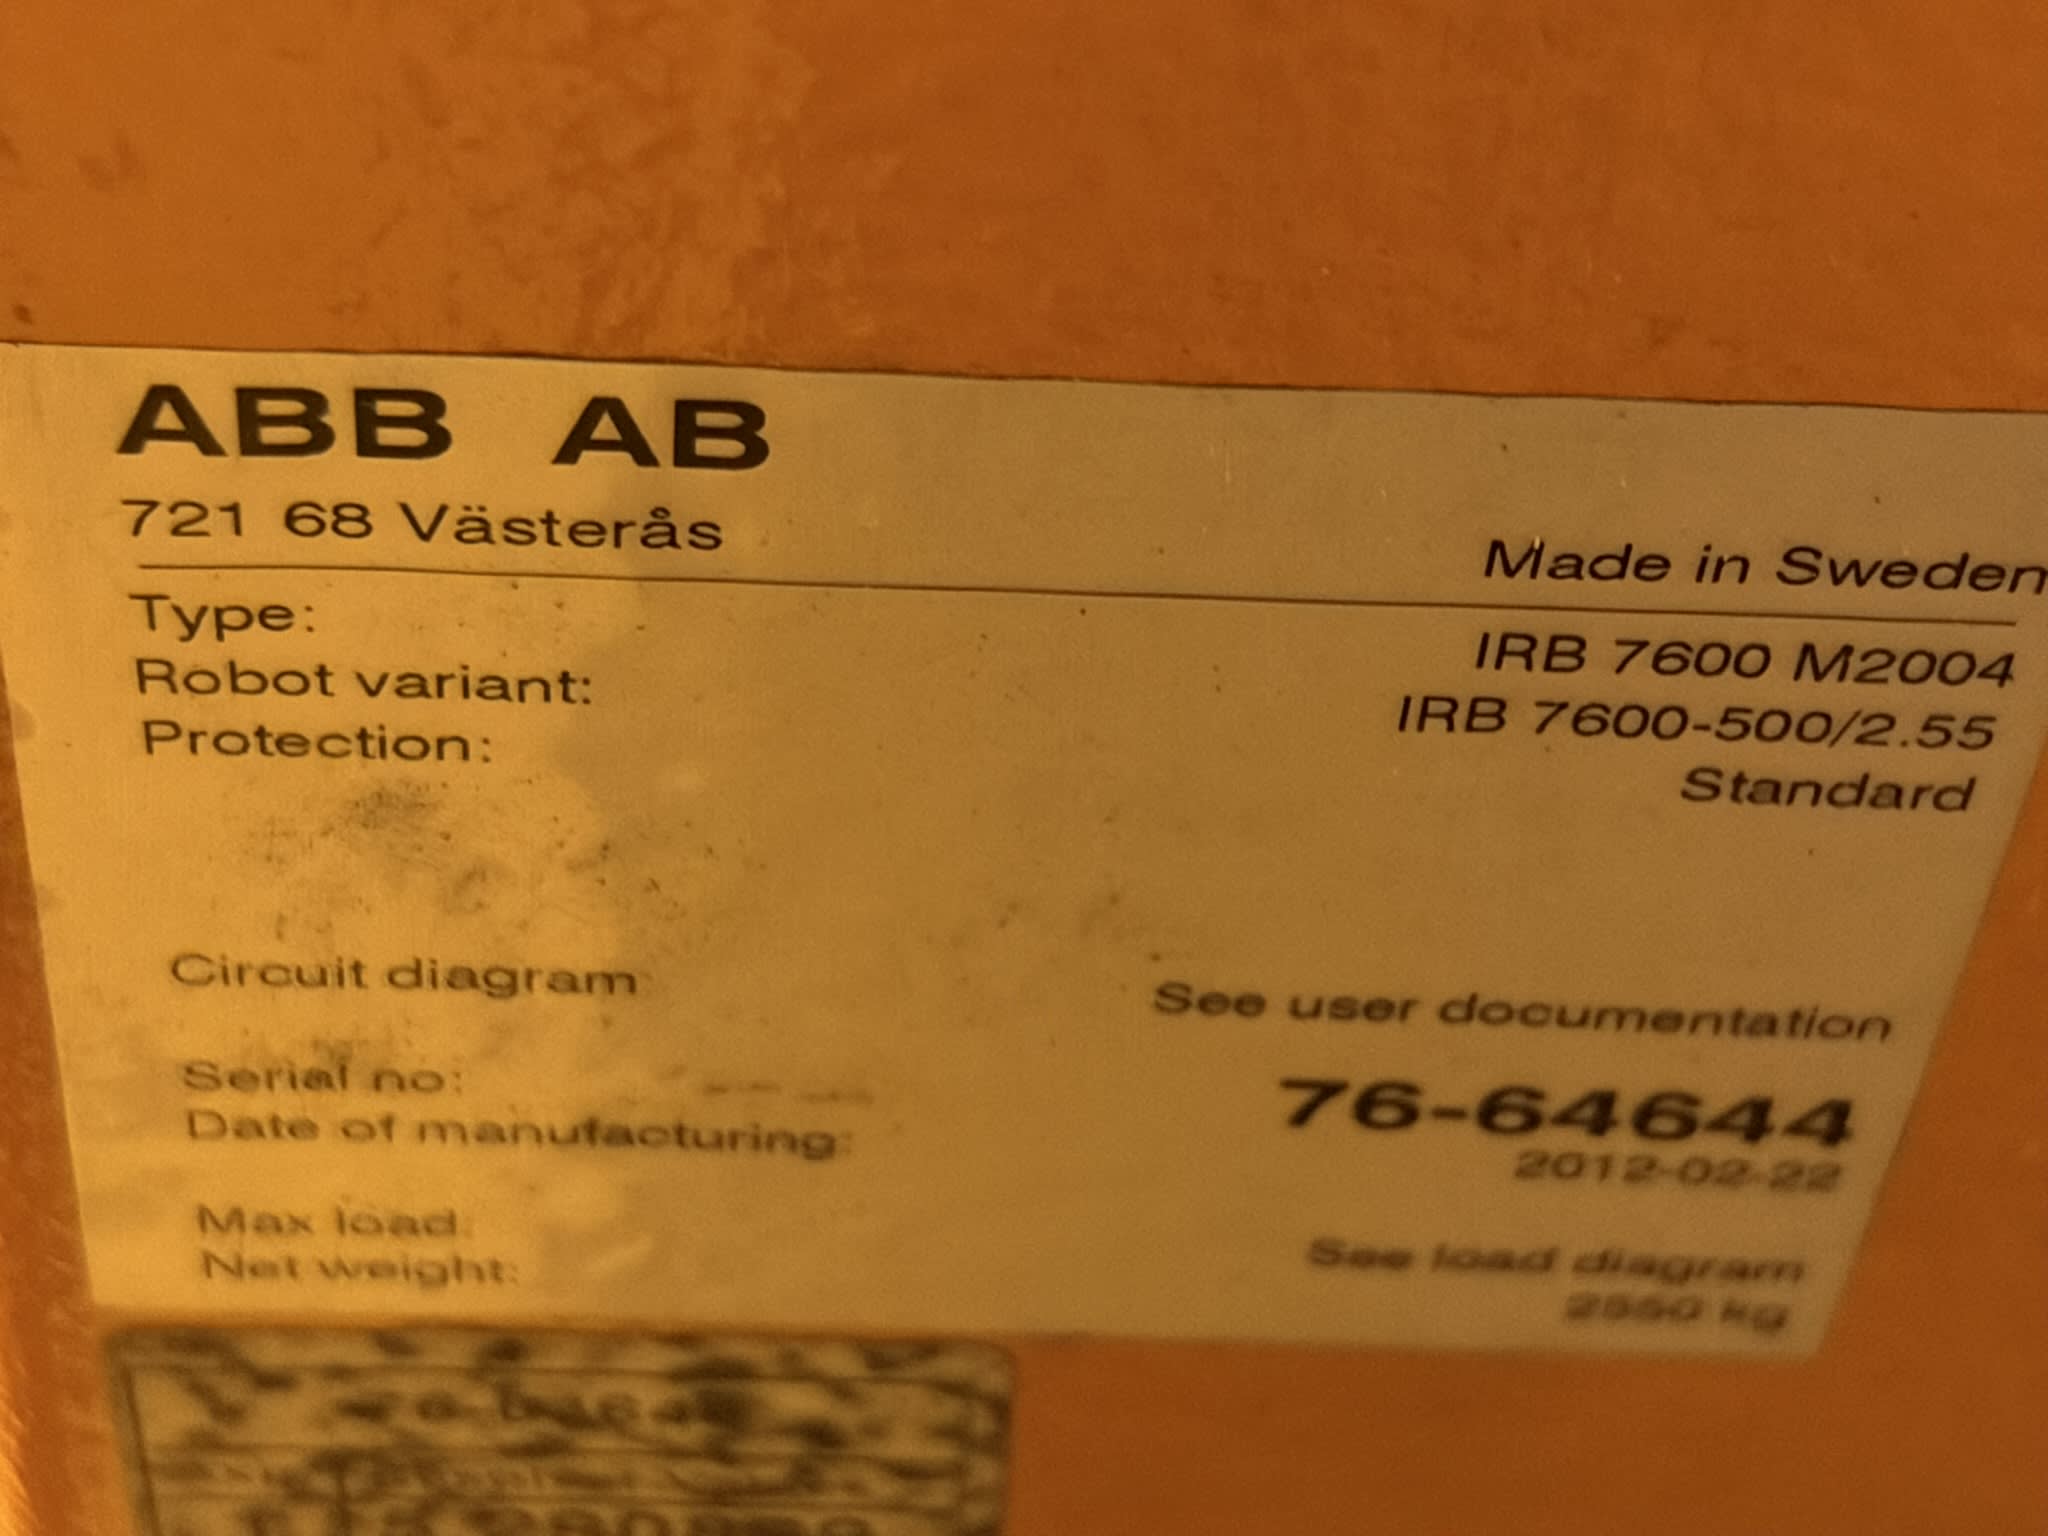 ABB AB
721 68 Västerås
Made in Sweden
Type: IRB 7600 M2004
Robot variant: IRB 7600-500/2.55
Protection: Standard
Circuit diagram See user documentation
Serial no: 76-64644
Date of manufacturing: 2012-02-22
Max load: See load diagram
Net weight: 2550 kg